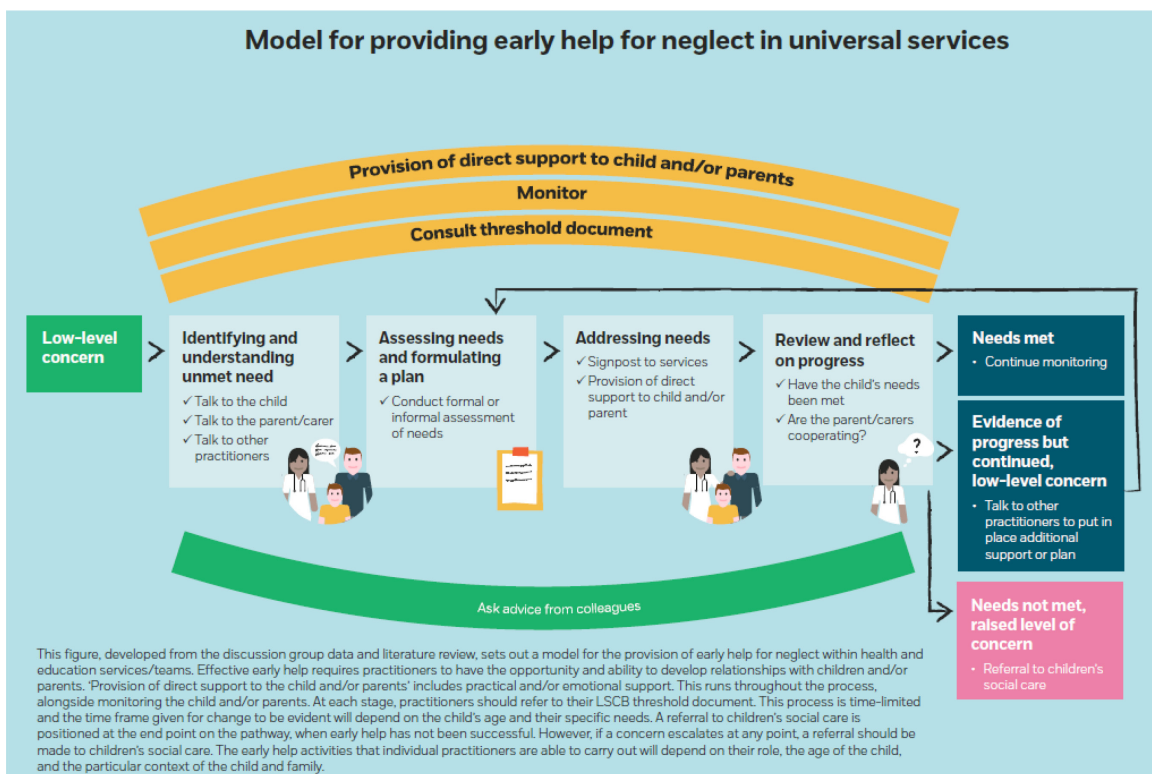 Model for providing early help for neglect in universal services
Provision of direct support to child and/or parents
Monitor
Consult threshold document
Low-level
concern
Identifying and
understanding
unmet need
✓ Talk to the child
✓ Talk to the parent/carer
✓ Talk to other
practitioners
Assessing needs
and formulating
a plan
✓ Conduct formal or
informal assessment
of needs
Addressing needs
✓ Signpost to services
✓ Provision of direct
support to child and/or
parent
Review and reflect
on progress
✓ Have the child's needs
been met
✓ Are the parent/carers
cooperating?
?
Needs met
• Continue monitoring
Evidence of
progress but
continued,
low-level concern
• Talk to other
practitioners to put in
place additional
support or plan
Needs not met,
raised level of
concern
• Referral to children's
social care
Ask advice from colleagues
This figure, developed from the discussion group data and literature review, sets out a model for the provision of early help for neglect within health and
education services/teams. Effective early help requires practitioners to have the opportunity and ability to develop relationships with children and/or
parents. 'Provision of direct support to the child and/or parents' includes practical and/or emotional support. This runs throughout the process,
alongside monitoring the child and/or parents. At each stage, practitioners should refer to their LSCB threshold document. This process is time-limited
and the time frame given for change to be evident will depend on the child's age and their specific needs. A referral to children's social care is
positioned at the end point on the pathway, when early help has not been successful. However, if a concern escalates at any point, a referral should be
made to children's social care. The early help activities that individual practitioners are able to carry out will depend on their role, the age of the child,
and the particular context of the child and family.